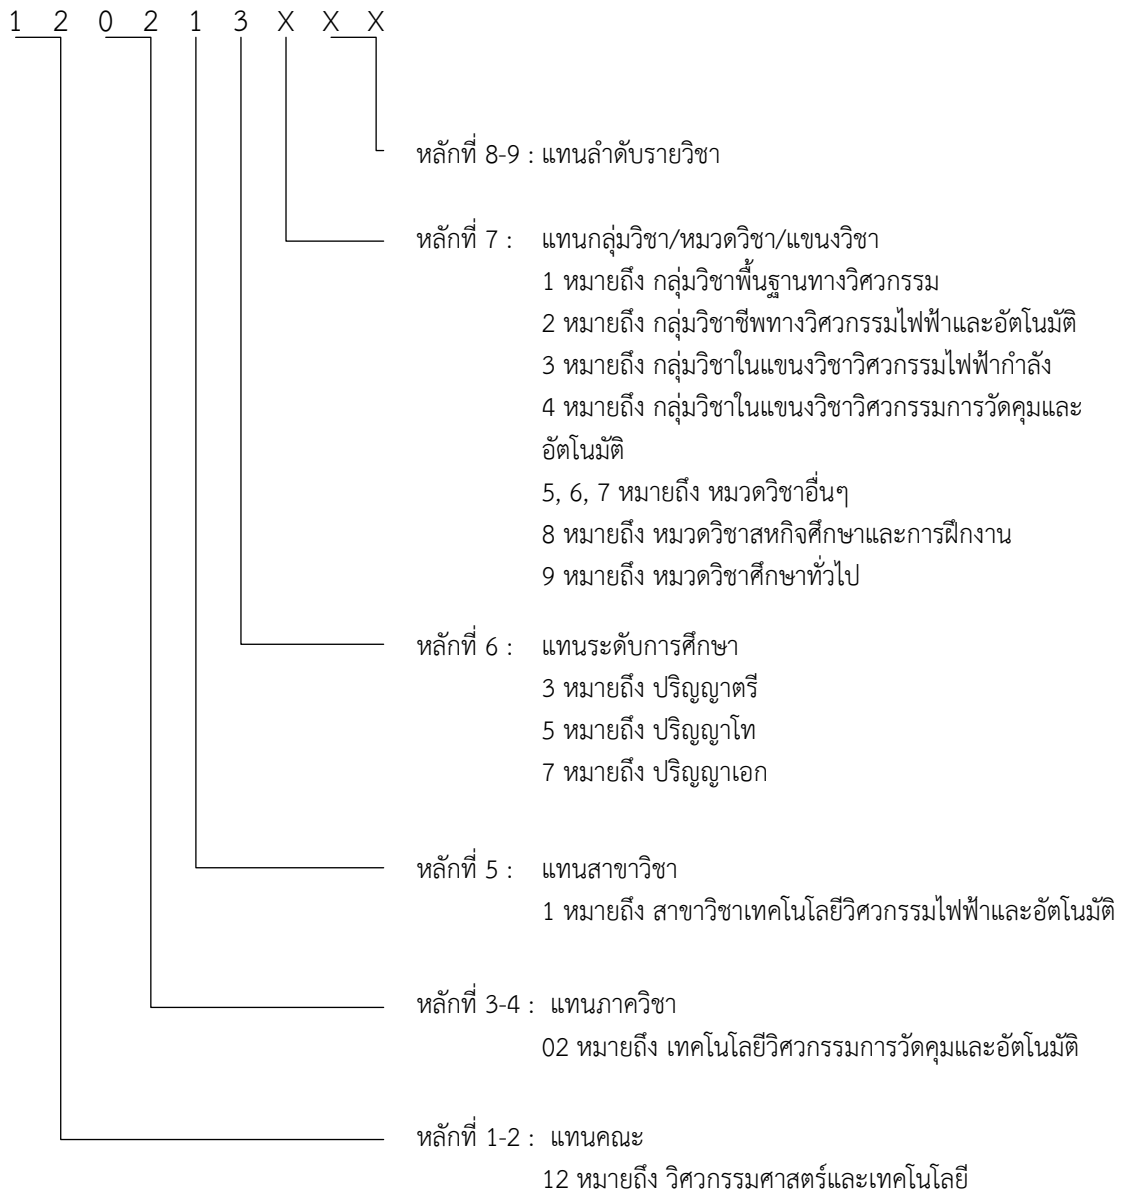 1 2 0 2 1 3 X X X
หลักที่ 8-9 : แทนลำดับรายวิชา
หลักที่ 7 : แทนกลุ่มวิชา/หมวดวิชา/แขนงวิชา
1 หมายถึง กลุ่มวิชาพื้นฐานทางวิศวกรรม
2 หมายถึง กลุ่มวิชาชีพทางวิศวกรรมไฟฟ้าและอัตโนมัติ
3 หมายถึง กลุ่มวิชาในแขนงวิชาวิศวกรรมไฟฟ้ากำลัง
4 หมายถึง กลุ่มวิชาในแขนงวิชาวิศวกรรมการวัดคุมและ
อัตโนมัติ
5, 6, 7 หมายถึง หมวดวิชาอื่นๆ
8 หมายถึง หมวดวิชาสหกิจศึกษาและการฝึกงาน
9 หมายถึง หมวดวิชาศึกษาทั่วไป
หลักที่ 6 : แทนระดับการศึกษา
3 หมายถึง ปริญญาตรี
5 หมายถึง ปริญญาโท
7 หมายถึง ปริญญาเอก
หลักที่ 5 : แทนสาขาวิชา
1 หมายถึง สาขาวิชาเทคโนโลยีวิศวกรรมไฟฟ้าและอัตโนมัติ
หลักที่ 3-4 : แทนภาควิชา
02 หมายถึง เทคโนโลยีวิศวกรรมการวัดคุมและอัตโนมัติ
หลักที่ 1-2 : แทนคณะ
12 หมายถึง วิศวกรรมศาสตร์และเทคโนโลยี